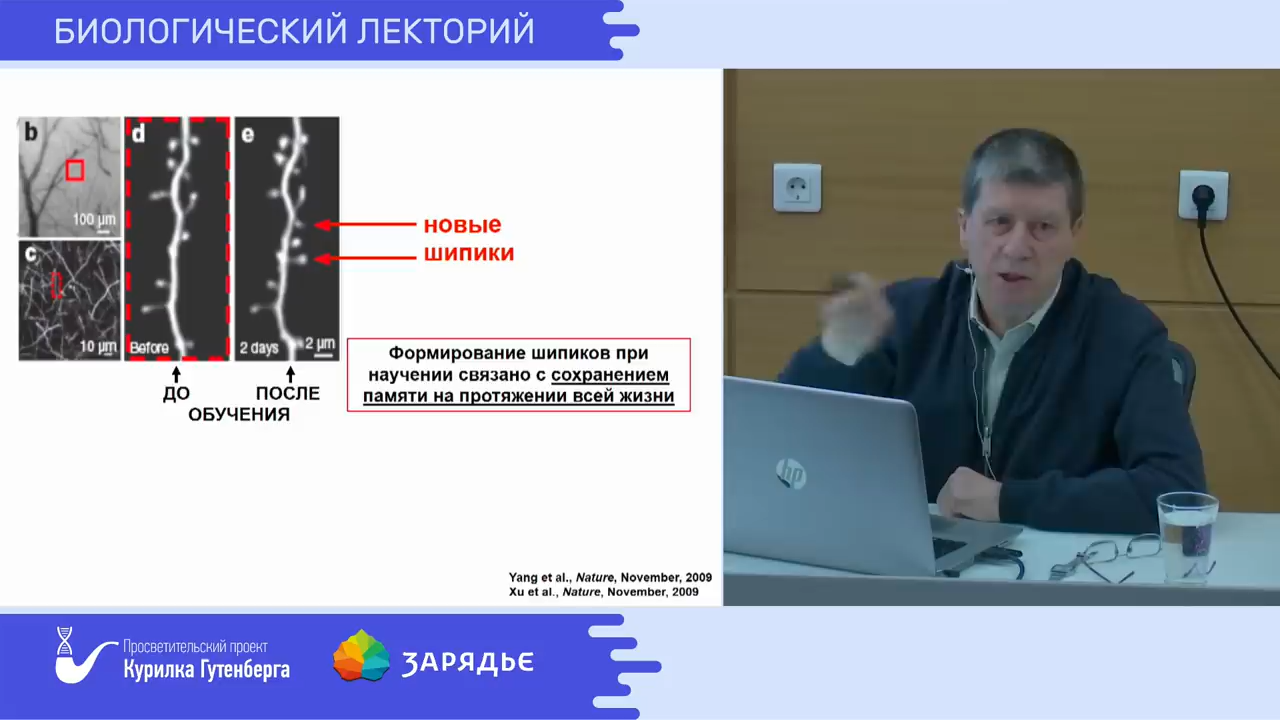 БИОЛОГИЧЕСКИЙ ЛЕКТОРИЙ
b
d
e
100 µm
c
10 µm
Before
2 days
2 µm
новые
шипики
ДО ПОСЛЕ
ОБУЧЕНИЯ
Формирование шипиков при
научении связано с сохранением
памяти на протяжении всей жизни
Yang et al., Nature, November, 2009
Xu et al., Nature, November, 2009
hp
Просветительский проект
Курилка Гутенберга
ЗАРЯДЬЕ